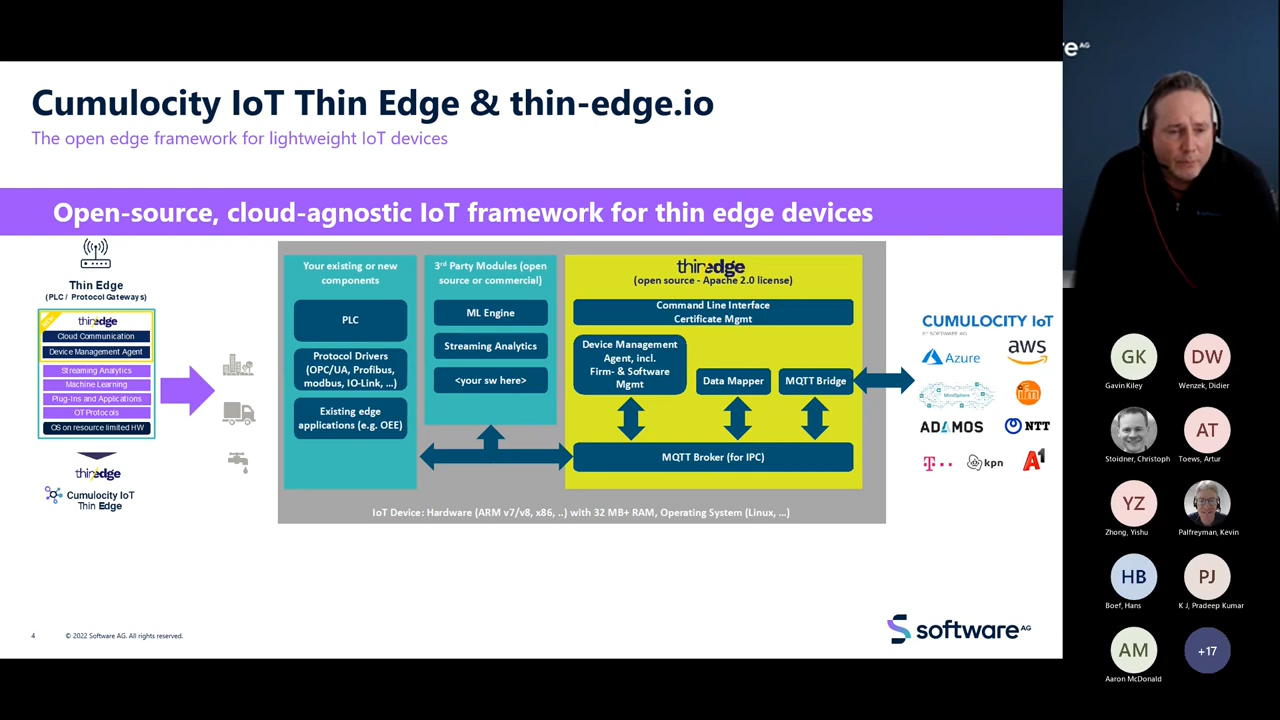 Cumulocity IoT Thin Edge & thin-edge.io
The open edge framework for lightweight IoT devices
Open-source, cloud-agnostic IoT framework for thin edge devices
Thin Edge
(PLC / Protocol Gateways)
thin edge
Cloud Communication
Device Management Agent
Streaming Analytics
Machine Learning
Plug-Ins and Applications
OT Protocols
OS on resource limited HW
thin edge
Cumulocity IoT
Thin Edge
Your existing or new
components
PLC
Protocol Drivers
(OPC/UA, Profibus,
modbus, IO-Link, ...)
Existing edge
applications (e.g. OEE)
3rd Party Modules (open
source or commercial)
ML Engine
Streaming Analytics
<your sw here>
thin edge
(open source - Apache 2.0 license)
Command Line Interface
Certificate Mgmt
Device Management
Agent, incl.
Firm- & Software
Mgmt
Data Mapper
MQTT Bridge
MQTT Broker (for IPC)
IoT Device: Hardware (ARM v7/v8, x86, ..) with 32 MB+ RAM, Operating System (Linux, ...)
CUMULOCITY IoT
BY SOFTWARE AG
Azure
aws
MindSphere
ifm
ADAMOS
NTT
T
kpn
A1
4
© 2022 Software AG. All rights reserved.
software AG
re AG
GK
Gavin Kiley
DW
Wenzek, Didier
Stoidner, Christoph
AT
Toews, Artur
YZ
Zhong, Yishu
Palfreyman, Kevin
HB
Boef, Hans
PJ
K J, Pradeep Kumar
AM
Aaron McDonald
+17